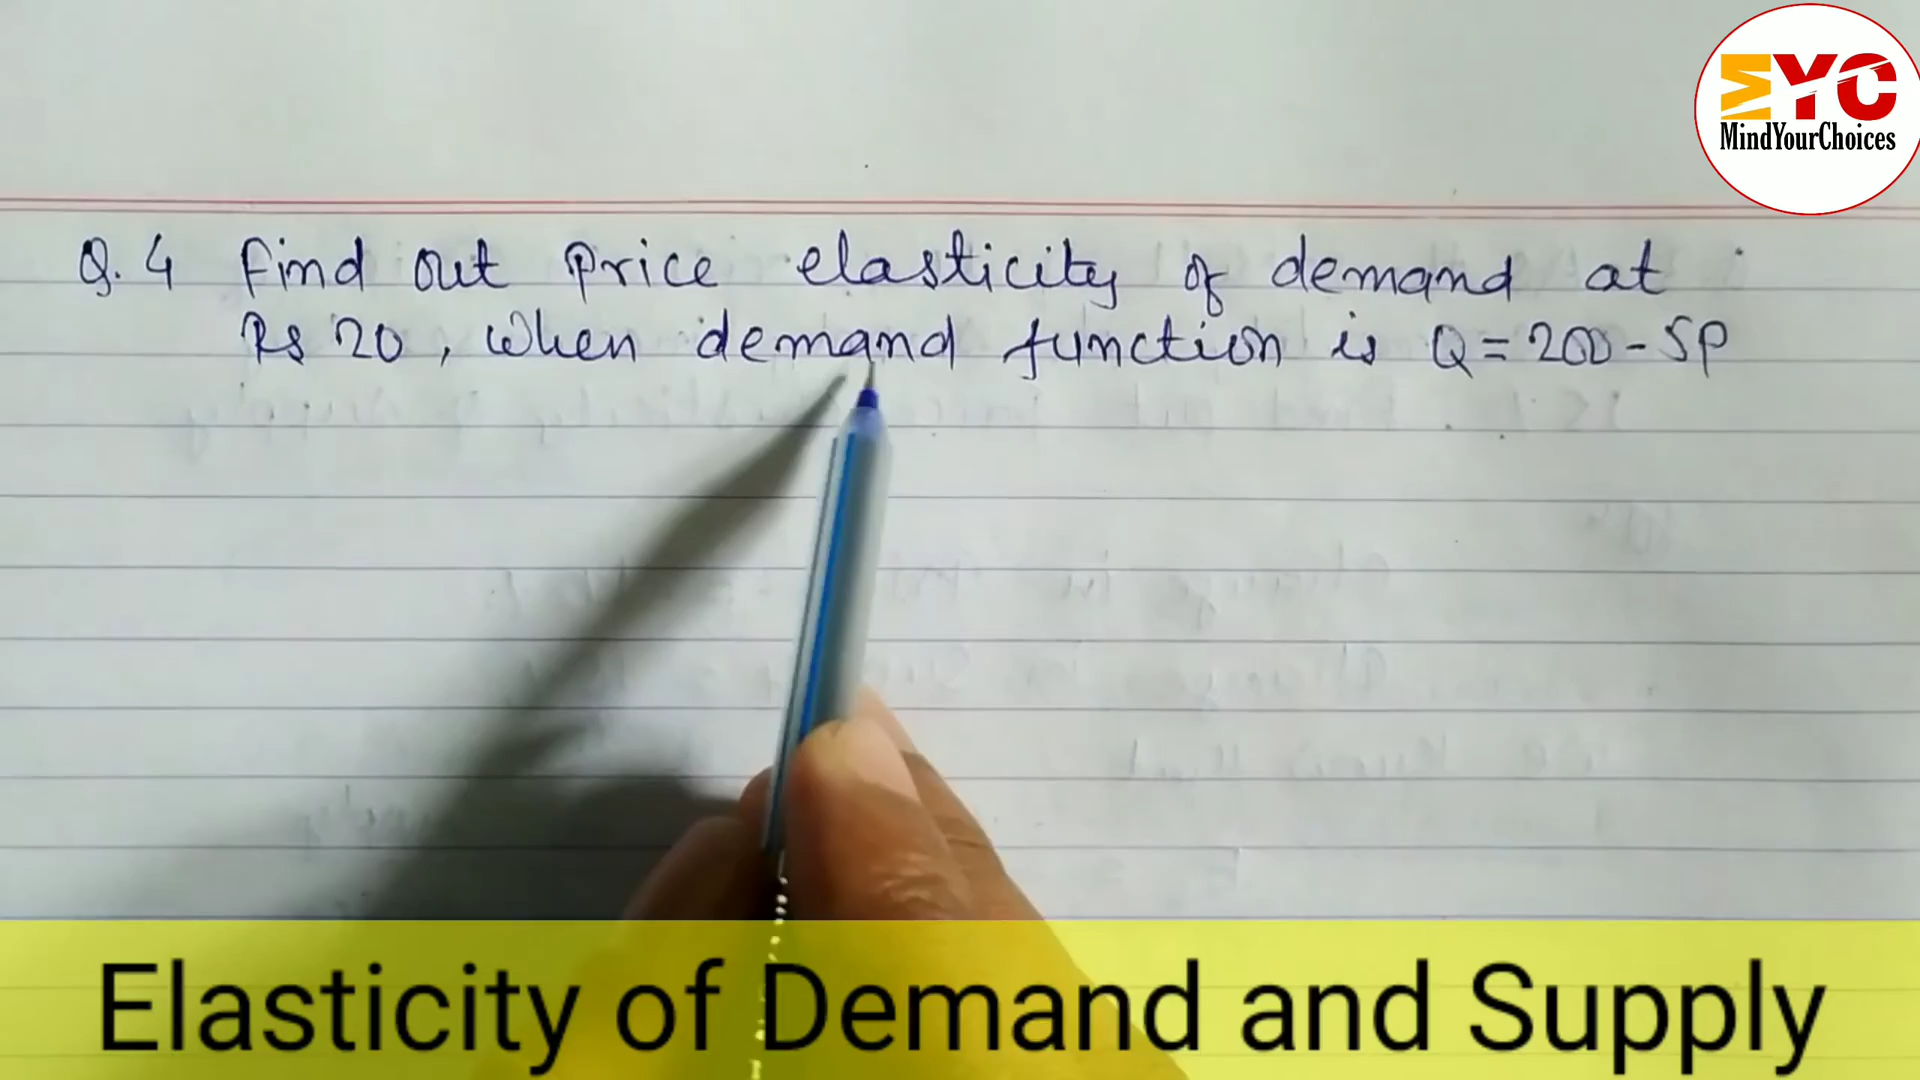 MYC
MindYourChoices
Q.4 Find out price elasticity of demand at
Rs 20, when demand function is Q = 200 - 5p
Elasticity of Demand and Supply